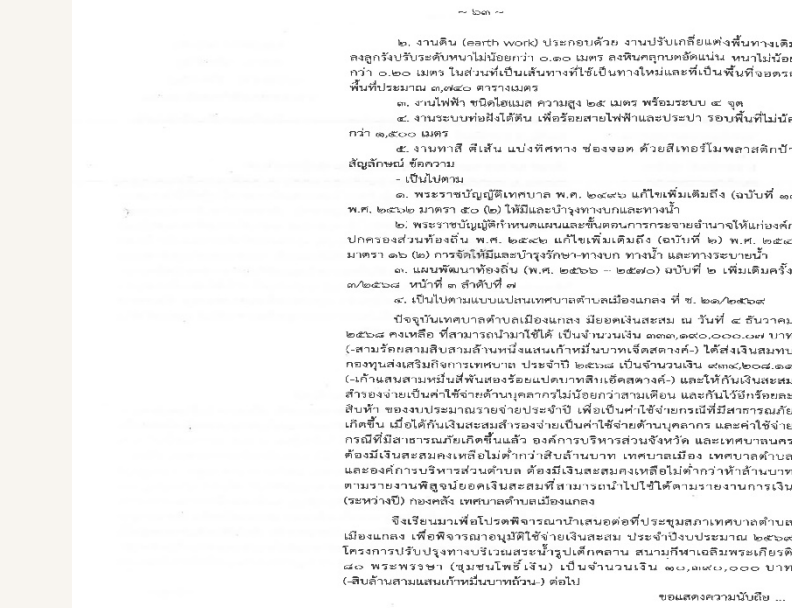 ~ ๖๓ ~
๒. งานดิน (earth work) ประกอบด้วย งานปรับเกลี่ยแต่งพื้นทางเดิม
ลงลูกรังปรับระดับหนาไม่น้อยกว่า ๐.๑๐ เมตร ลงหินคลุกบดอัดแน่น หนาไม่น้อย
กว่า ๐.๒๐ เมตร ในส่วนที่เป็นเส้นทางที่ใช้เป็นทางใหม่และที่เป็นพื้นที่จอดรถ
พื้นที่ประมาณ ๓,๗๔๐ ตารางเมตร
๓. งานไฟฟ้า ชนิดไฮแมส ความสูง ๒๕ เมตร พร้อมระบบ ๔ จุด
๔. งานระบบท่อฝังใต้ดิน เพื่อร้อยสายไฟฟ้าและประปา รอบพื้นที่ไม่น้อย
กว่า ๑,๕๐๐ เมตร
๕. งานทาสี ตีเส้น แบ่งทิศทาง ช่องจอด ด้วยสีเทอร์โมพลาสติกป้าย
สัญลักษณ์ ข้อความ
- เป็นไปตาม
๑. พระราชบัญญัติเทศบาล พ.ศ. ๒๔๙๖ แก้ไขเพิ่มเติมถึง (ฉบับที่
พ.ศ. ๒๕๖๒ มาตรา ๕๐ (๒) ให้มีและบำรุงทางบกและทางน้ำ
๒. พระราชบัญญัติกำหนดแผนและขั้นตอนการกระจายอำนาจให้แก่องค์กร
ปกครองส่วนท้องถิ่น พ.ศ. ๒๕๔๒ แก้ไขเพิ่มเติมถึง (ฉบับที่ ๒) พ.ศ.
มาตรา ๑๖ (๒) การจัดให้มีและบำรุงรักษา-ทางบก ทางน้ำ และทางระบายน้ำ
๓. แผนพัฒนาท้องถิ่น (พ.ศ. ๒๕๖๖ – ๒๕๗๐) ฉบับที่ ๒ เพิ่มเติมครั้ง
๓/๒๕๖๘ หน้าที่ ๓ ลำดับที่ ๗
๔. เป็นไปตามแบบแปลนเทศบาลตำบลเมืองแกลง ที่ ช. ๒๑/๒๕๖๙
ปัจจุบันเทศบาลตำบลเมืองแกลง มียอดเงินสะสม ณ วันที่ ๔ ธันวาคม
๒๕๖๘ คงเหลือ ที่สามารถนำมาใช้ได้ เป็นจำนวนเงิน ๓๓๓,๑๙๐,๐๐๐.๐๗ บาท
(-สามร้อยสามสิบสามล้านหนึ่งแสนเก้าหมื่นบาทเจ็ดสตางค์-) ได้ส่งเงินสมทบ
กองทุนส่งเสริมกิจการเทศบาล ประจำปี ๒๕๖๘ เป็นจำนวนเงิน ๙๓๔,๒๐๘.๑๑
(-เก้าแสนสามหมื่นสี่พันสองร้อยแปดบาทสิบเอ็ดสตางค์-) และให้กันเงินสะสม
สำรองจ่ายเป็นค่าใช้จ่ายด้านบุคลากรไม่น้อยกว่าสามเดือน และกันไว้อีกร้อยละ
สิบห้า ของงบประมาณรายจ่ายประจำปี เพื่อเป็นค่าใช้จ่ายกรณีที่มีสาธารณภัย
เกิดขึ้น เมื่อได้กันเงินสะสมสำรองจ่ายเป็นค่าใช้จ่ายด้านบุคลากร และค่าใช้จ่าย
กรณีที่มีสาธารณภัยเกิดขึ้นแล้ว องค์การบริหารส่วนจังหวัด และเทศบาลนคร
ต้องมีเงินสะสมคงเหลือไม่ต่ำกว่าสิบล้านบาท เทศบาลเมือง เทศบาลตำบล
และองค์การบริหารส่วนตำบล ต้องมีเงินสะสมคงเหลือไม่ต่ำกว่าห้าล้านบาท
ตามรายงานพิสูจน์ยอดเงินสะสมที่สามารถนำไปใช้ได้ตามรายงานการเงิน
(ระหว่างปี) กองคลัง เทศบาลตำบลเมืองแกลง
จึงเรียนมาเพื่อโปรดพิจารณานำเสนอต่อที่ประชุมสภาเทศบาลตำบล
เมืองแกลง เพื่อพิจารณาอนุมัติใช้จ่ายเงินสะสม ประจำปีงบประมาณ ๒๕๖๙
โครงการปรับปรุงทางบริเวณสระน้ำรูปเด็กคลาน สนามกีฬาเฉลิมพระเกียรติ
๘๐ พระพรรษา (ชุมชนโพธิ์เงิน) เป็นจำนวนเงิน ๑๐,๓๙๐,๐๐๐ บาท
(-สิบล้านสามแสนเก้าหมื่นบาทถ้วน-) ต่อไป
ขอแสดงความนับถือ ...